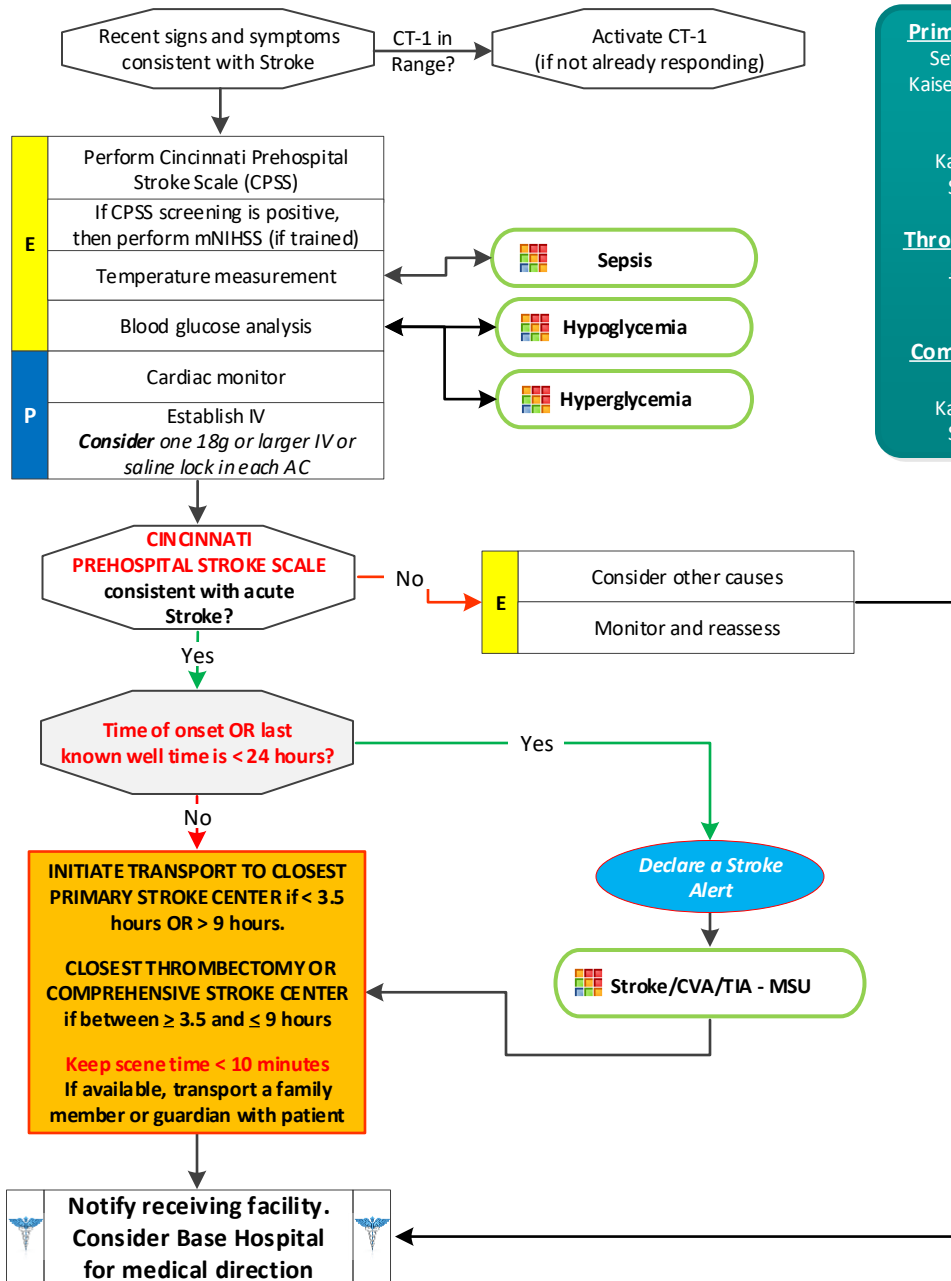 Recent signs and symptoms
consistent with Stroke
CT-1 in
Range?
Activate CT-1
(if not already responding)
E
Perform Cincinnati Prehospital
Stroke Scale (CPSS)
If CPSS screening is positive,
then perform mNIHSS (if trained)
Temperature measurement
Blood glucose analysis
Sepsis
Hypoglycemia
Hyperglycemia
P
Cardiac monitor
Establish IV
Consider one 18g or larger IV or
saline lock in each AC
CINCINNATI
PREHOSPITAL STROKE SCALE
consistent with acute
Stroke?
No
E
Consider other causes
Monitor and reassess
Yes
Time of onset OR last
known well time is < 24 hours?
Yes
No
Declare a Stroke
Alert
Stroke/CVA/TIA - MSU
INITIATE TRANSPORT TO CLOSEST
PRIMARY STROKE CENTER if < 3.5
hours OR > 9 hours.
CLOSEST THROMBECTOMY OR
COMPREHENSIVE STROKE CENTER
if between ≥ 3.5 and ≤ 9 hours
Keep scene time < 10 minutes
If available, transport a family
member or guardian with patient
Notify receiving facility.
Consider Base Hospital
for medical direction